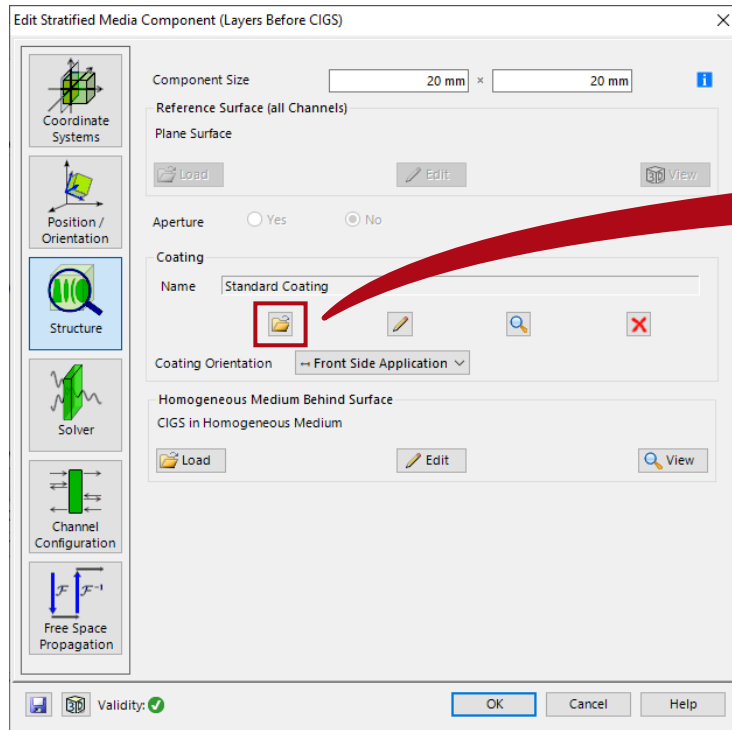 Edit Stratified Media Component (Layers Before CIGS)
Coordinate
Systems
Position /
Orientation
Structure
Solver
Channel
Configuration
F F⁻¹
Free Space
Propagation
Component Size 20 mm × 20 mm
Reference Surface (all Channels)
Plane Surface
Load Edit 3D View
Aperture Yes No
Coating
Name Standard Coating
Coating Orientation Front Side Application
Homogeneous Medium Behind Surface
CIGS in Homogeneous Medium
Load Edit View
3D Validity: OK Cancel Help